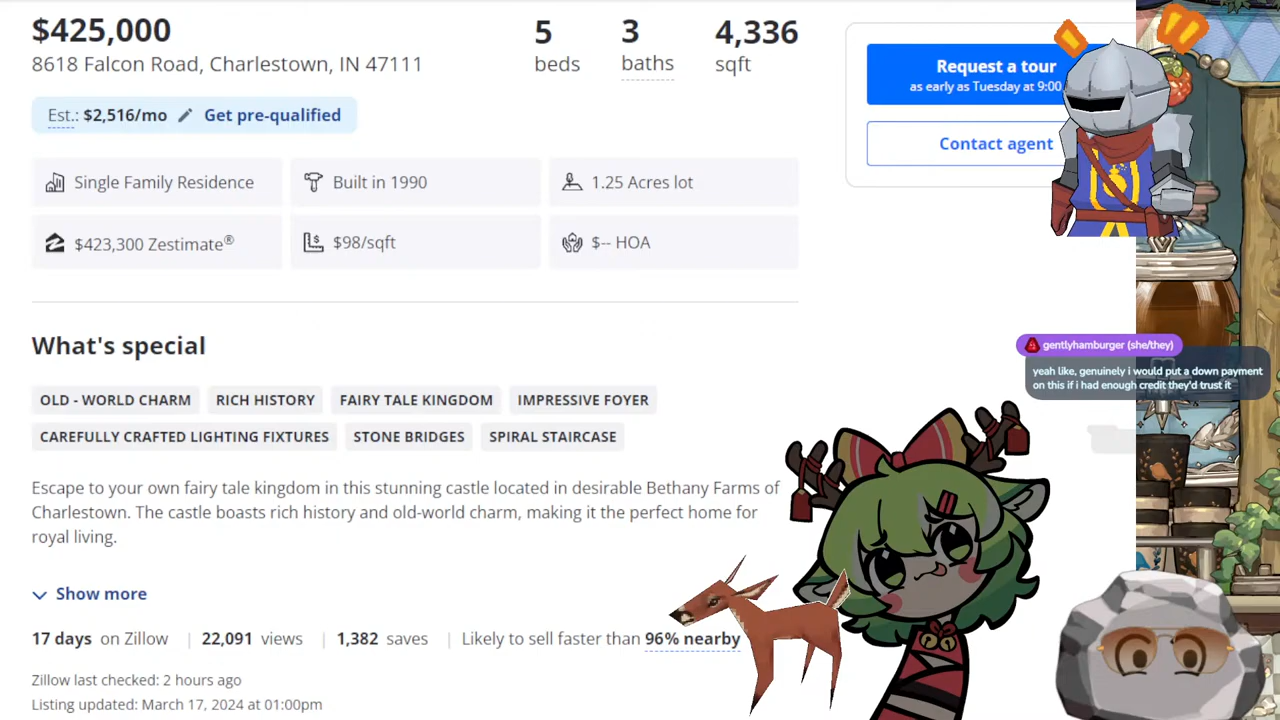 $425,000
8618 Falcon Road, Charlestown, IN 47111
5
beds
3
baths
4,336
sqft
Est.: $2,516/mo
Get pre-qualified
Request a tour
as early as Tuesday at 9:00
Contact agent
Single Family Residence
Built in 1990
1.25 Acres lot
$423,300 Zestimate®
$98/sqft
$-- HOA
What's special
OLD - WORLD CHARM
RICH HISTORY
FAIRY TALE KINGDOM
IMPRESSIVE FOYER
CAREFULLY CRAFTED LIGHTING FIXTURES
STONE BRIDGES
SPIRAL STAIRCASE
Escape to your own fairy tale kingdom in this stunning castle located in desirable Bethany Farms of
Charlestown. The castle boasts rich history and old-world charm, making it the perfect home for
royal living.
Show more
17 days on Zillow | 22,091 views | 1,382 saves | Likely to sell faster than 96% nearby
Zillow last checked: 2 hours ago
Listing updated: March 17, 2024 at 01:00pm
gentlyhamburger (she/they)
yeah like, genuinely i would put a down payment
on this if i had enough credit they'd trust it